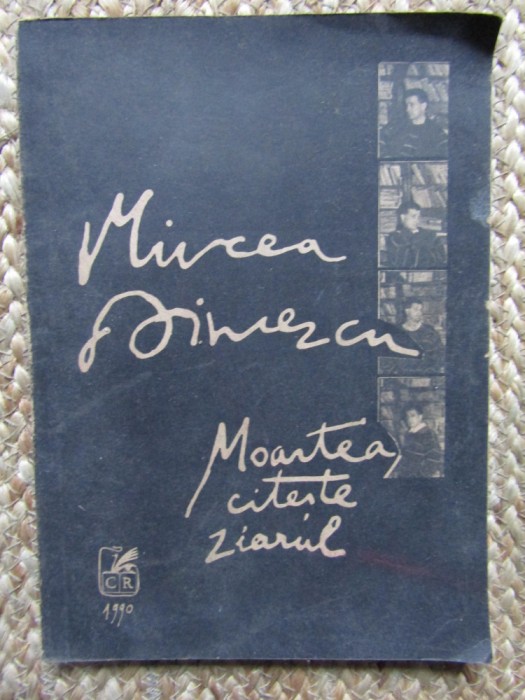 Mircea
Dinescu
Moartea
citește
ziarul
CR
1990